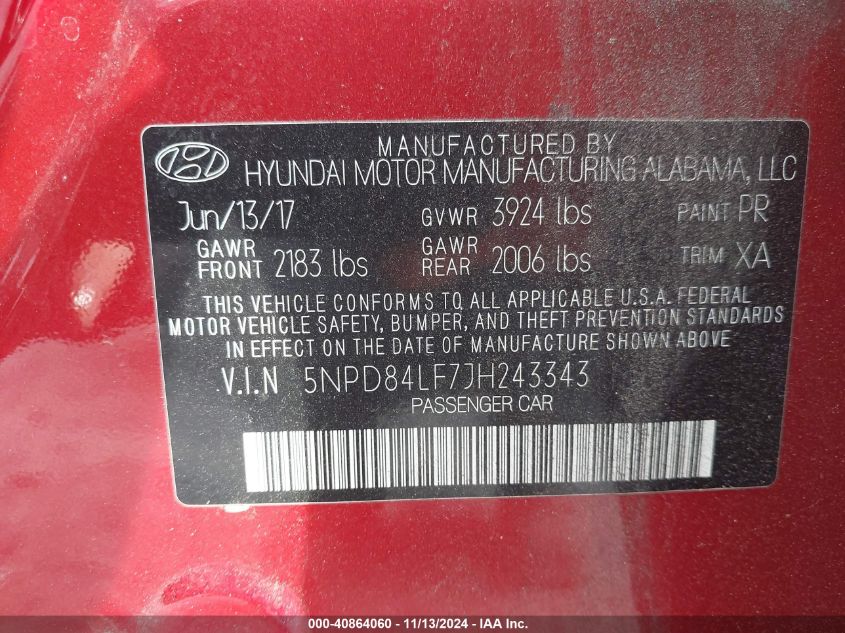 MANUFACTURED BY
HYUNDAI MOTOR MANUFACTURING ALABAMA, LLC
Jun/13/17 GVWR 3924 lbs PAINT PR
GAWR FRONT 2183 lbs GAWR REAR 2006 lbs TRIM XA
THIS VEHICLE CONFORMS TO ALL APPLICABLE U.S.A. FEDERAL
MOTOR VEHICLE SAFETY, BUMPER, AND THEFT PREVENTION STANDARDS
IN EFFECT ON THE DATE OF MANUFACTURE SHOWN ABOVE
V.I.N 5NPD84LF7JH243343
PASSENGER CAR
000-40864060 - 11/13/2024 - IAA Inc.